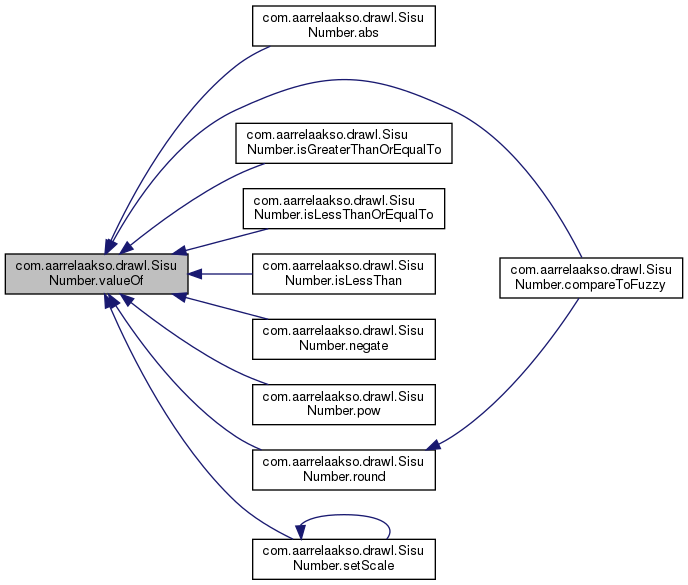 com.aarrelaakso.drawl.Sisu
Number.abs
com.aarrelaakso.drawl.Sisu
Number.isGreaterThanOrEqualTo
com.aarrelaakso.drawl.Sisu
Number.isLessThanOrEqualTo
com.aarrelaakso.drawl.Sisu
Number.valueOf
com.aarrelaakso.drawl.Sisu
Number.isLessThan
com.aarrelaakso.drawl.Sisu
Number.compareToFuzzy
com.aarrelaakso.drawl.Sisu
Number.negate
com.aarrelaakso.drawl.Sisu
Number.pow
com.aarrelaakso.drawl.Sisu
Number.round
com.aarrelaakso.drawl.Sisu
Number.setScale